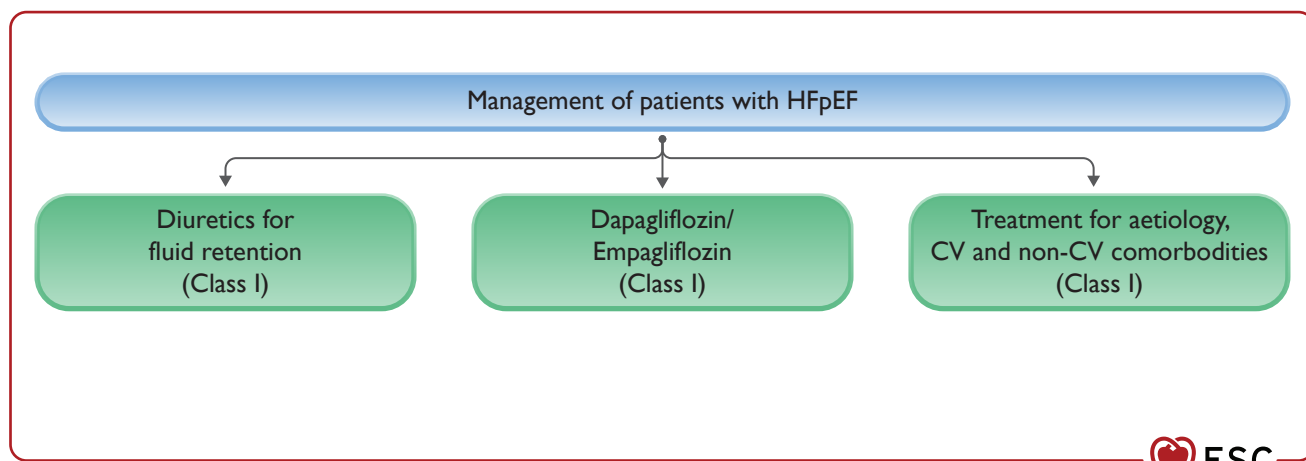 Management of patients with HFpEF
Diuretics for
fluid retention
(Class I)
Dapagliflozin/
Empagliflozin
(Class I)
Treatment for aetiology,
CV and non-CV comorbodities
(Class I)
ESC